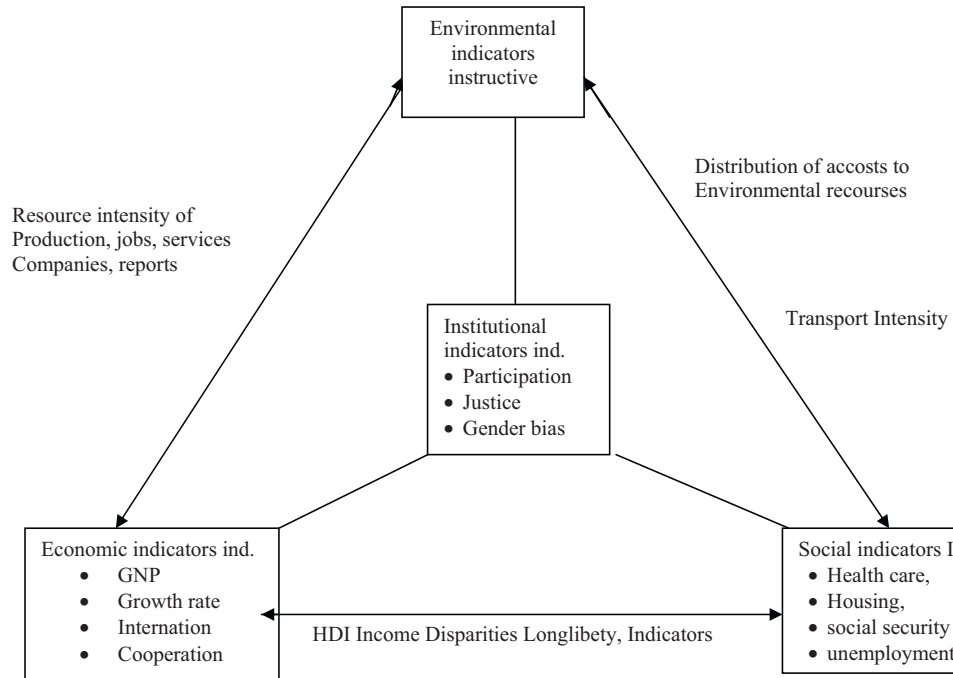 Environmental
indicators
instructive
Distribution of accosts to
Environmental recourses
Resource intensity of
Production, jobs, services
Companies, reports
Transport Intensity
Institutional
indicators ind.
• Participation
• Justice
• Gender bias
Economic indicators ind.
• GNP
• Growth rate
• Internation
• Cooperation
HDI Income Disparities Longlibety, Indicators
Social indicators I
• Health care,
• Housing,
• social security
• unemployment